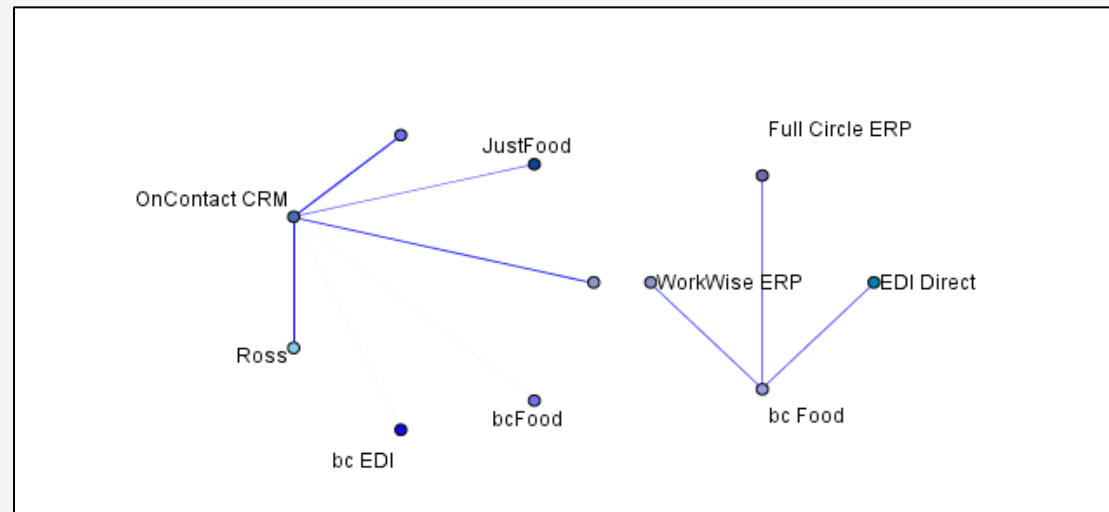 Full Circle ERP
JustFood
OnContact CRM
WorkWise ERP
EDI Direct
Ross
bcFood
bc Food
bc EDI